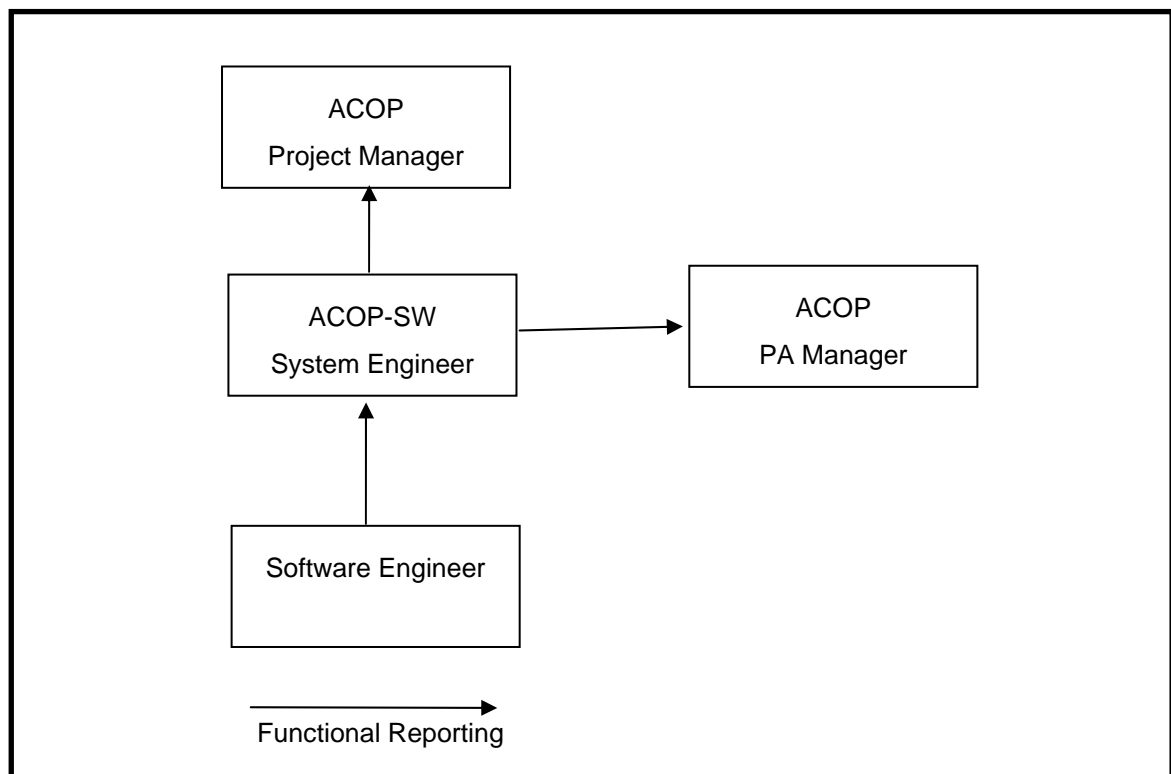 ACOP
Project Manager
ACOP-SW
System Engineer
ACOP
PA Manager
Software Engineer
Functional Reporting